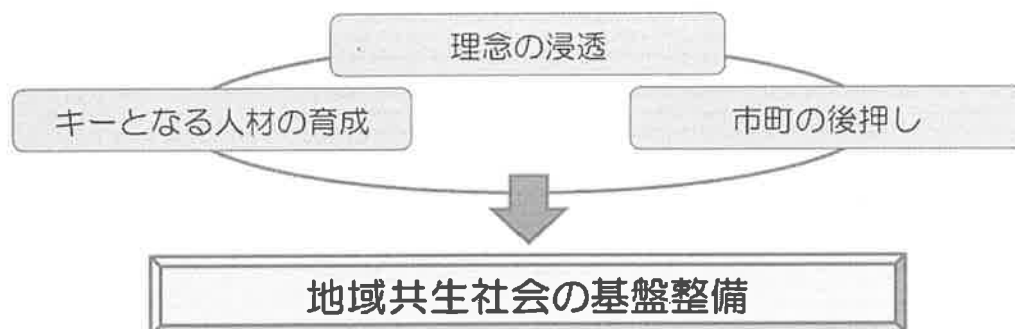 理念の浸透
キーとなる人材の育成
市町の後押し
地域共生社会の基盤整備